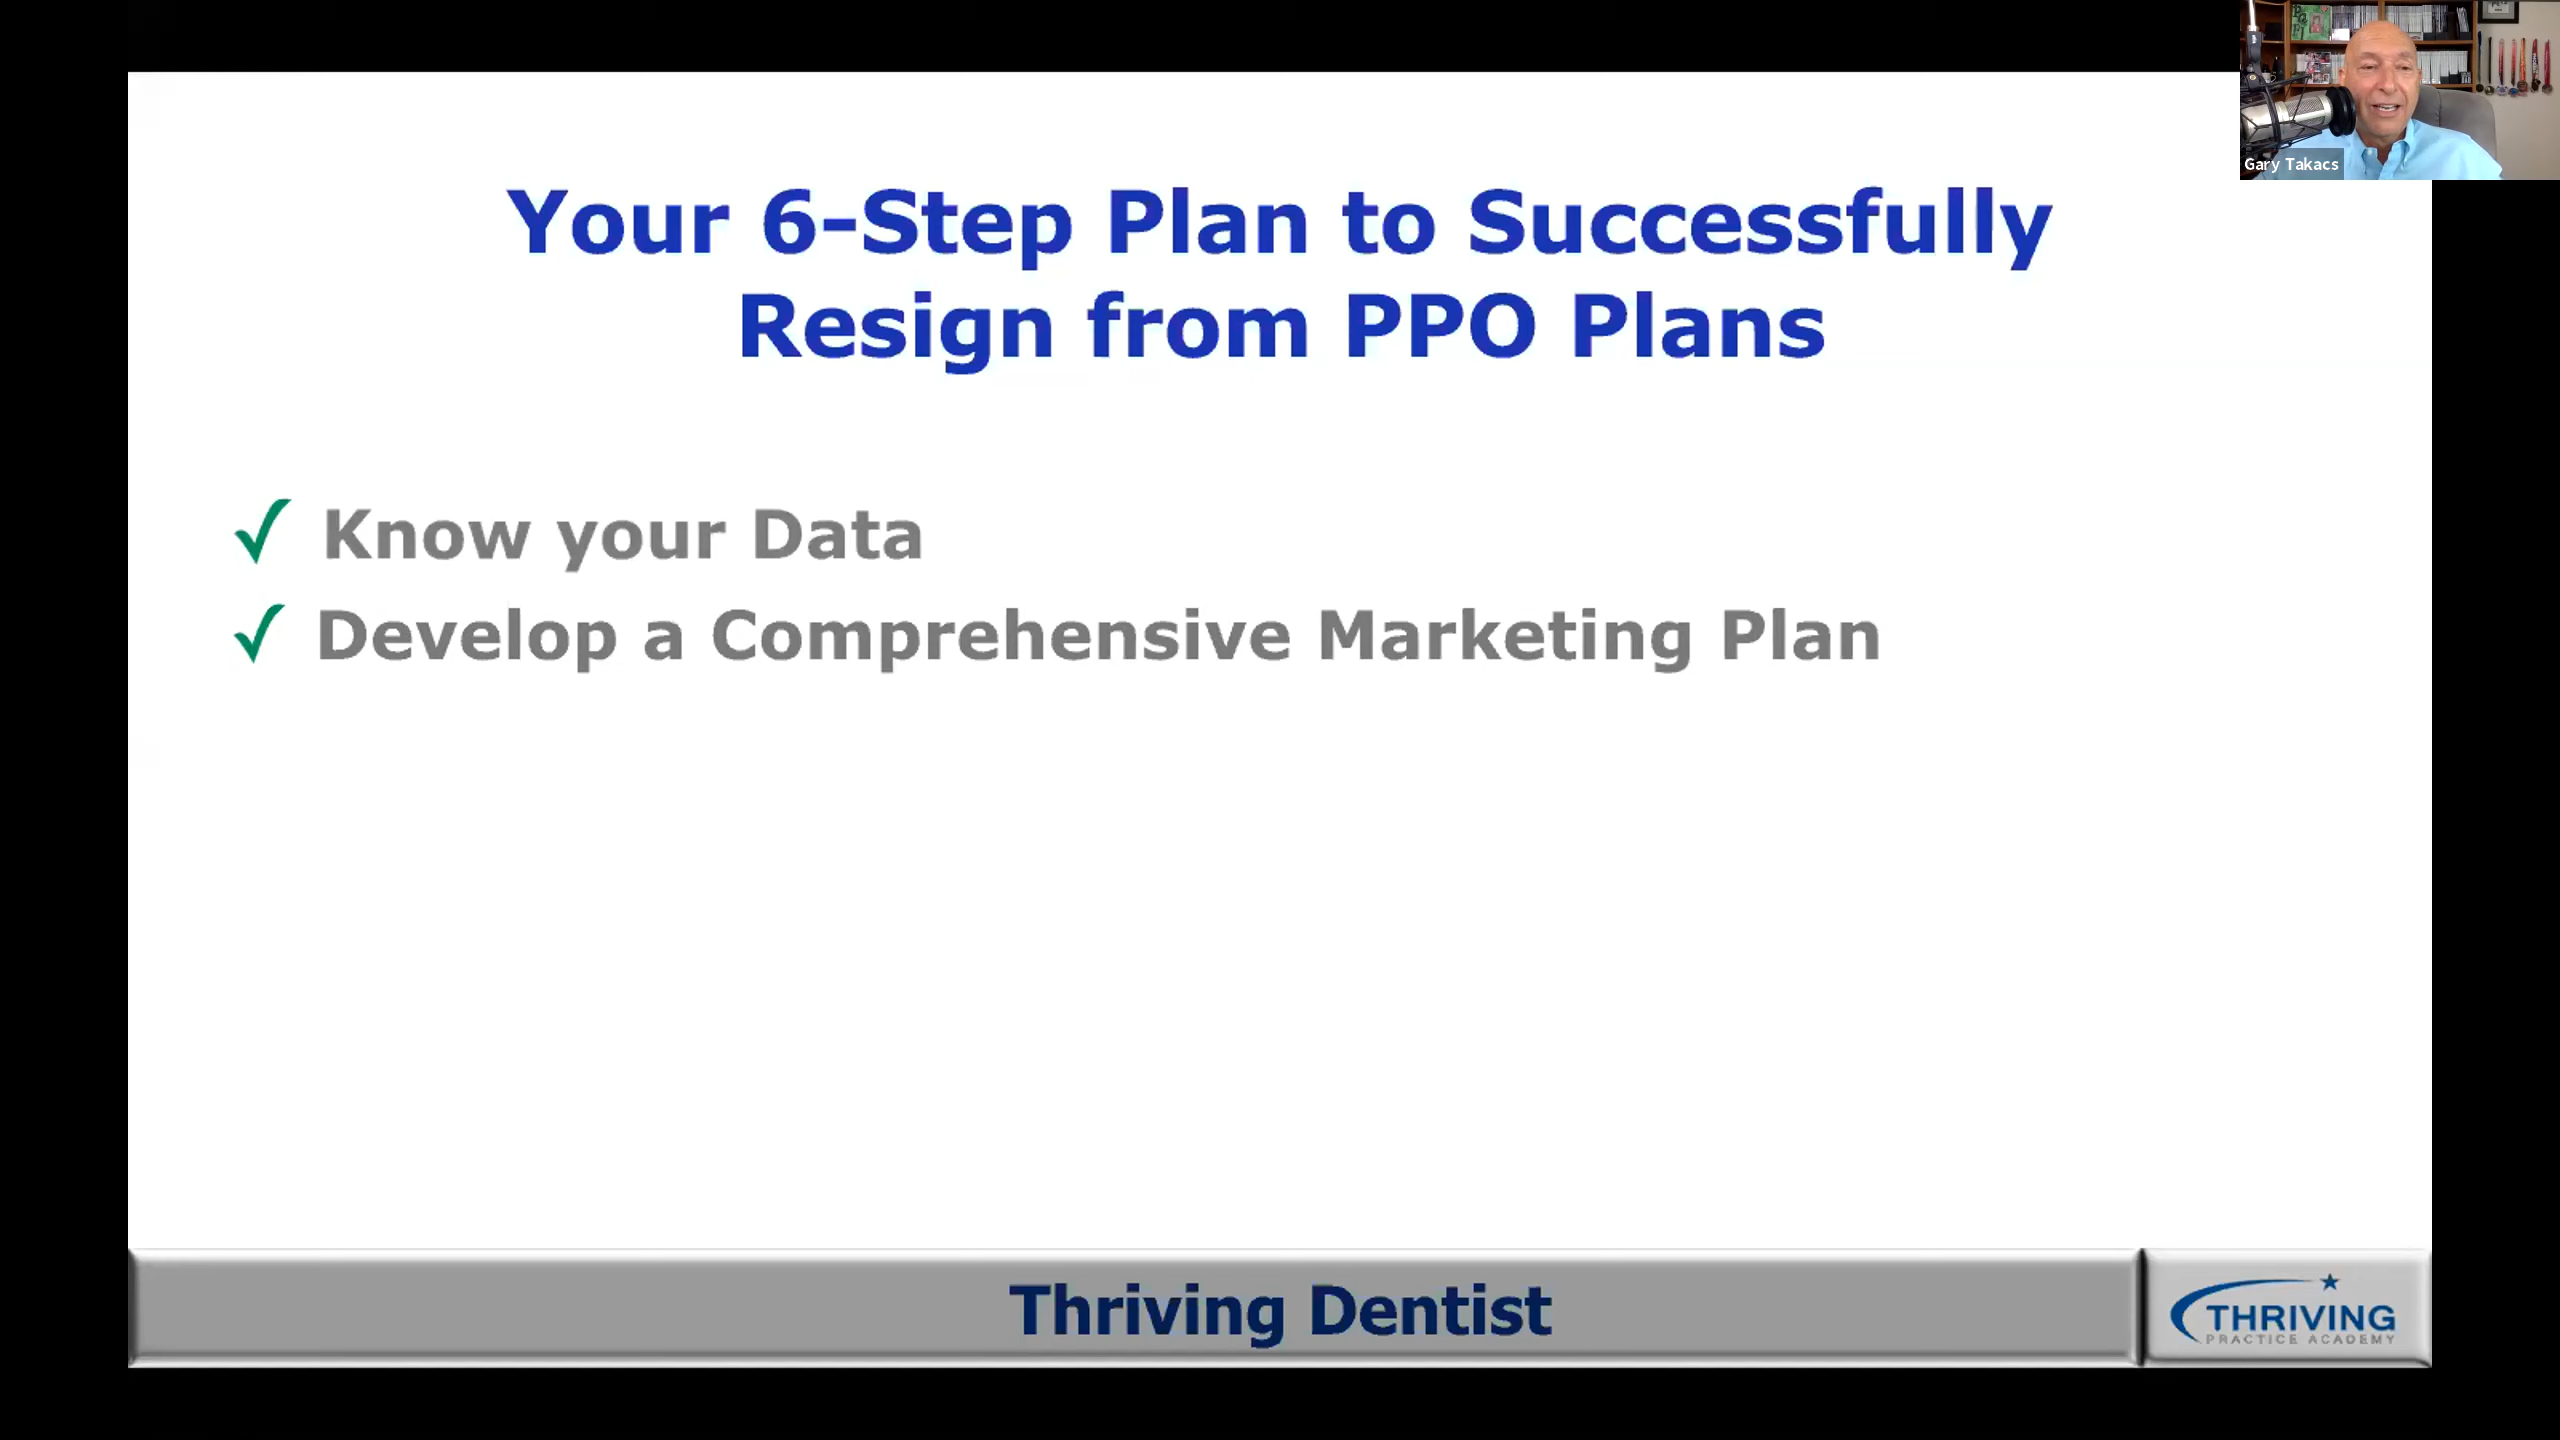 Gary Takacs
Your 6-Step Plan to Successfully
Resign from PPO Plans
✓ Know your Data
✓ Develop a Comprehensive Marketing Plan
Thriving Dentist
THRIVING
PRACTICE ACADEMY